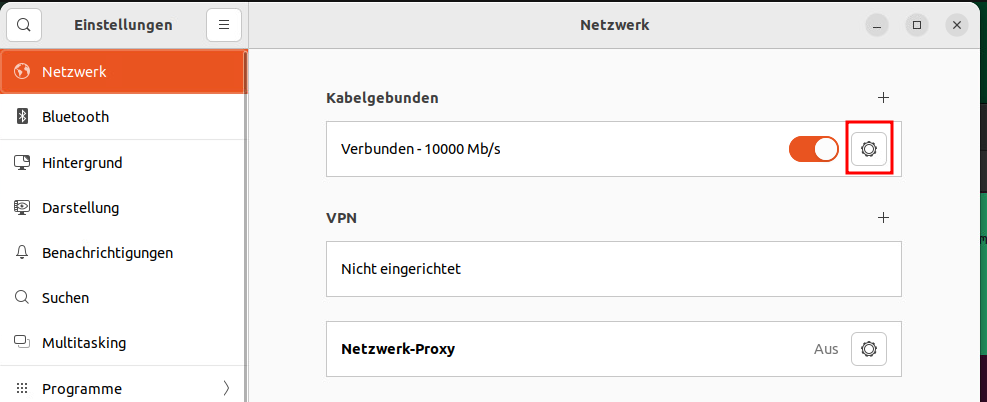 Einstellungen
Netzwerk
Netzwerk
Bluetooth
Hintergrund
Darstellung
Benachrichtigungen
Suchen
Multitasking
Programme
Kabelgebunden
Verbunden - 10000 Mb/s
VPN
Nicht eingerichtet
Netzwerk-Proxy
Aus